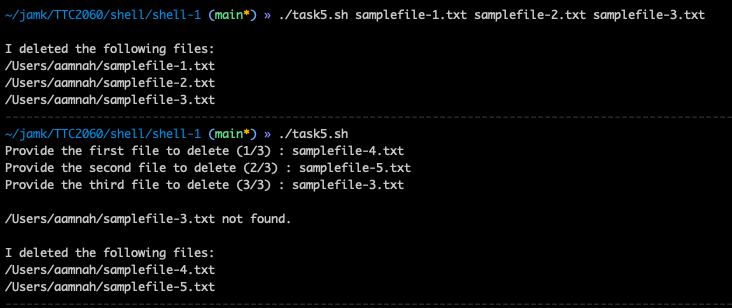 ~/jamk/TTC2060/shell/shell-1 (main*) » ./task5.sh samplefile-1.txt samplefile-2.txt samplefile-3.txt
I deleted the following files:
/Users/aamnah/samplefile-1.txt
/Users/aamnah/samplefile-2.txt
/Users/aamnah/samplefile-3.txt
~/jamk/TTC2060/shell/shell-1 (main*) » ./task5.sh
Provide the first file to delete (1/3) : samplefile-4.txt
Provide the second file to delete (2/3) : samplefile-5.txt
Provide the third file to delete (3/3) : samplefile-3.txt
/Users/aamnah/samplefile-3.txt not found.
I deleted the following files:
/Users/aamnah/samplefile-4.txt
/Users/aamnah/samplefile-5.txt